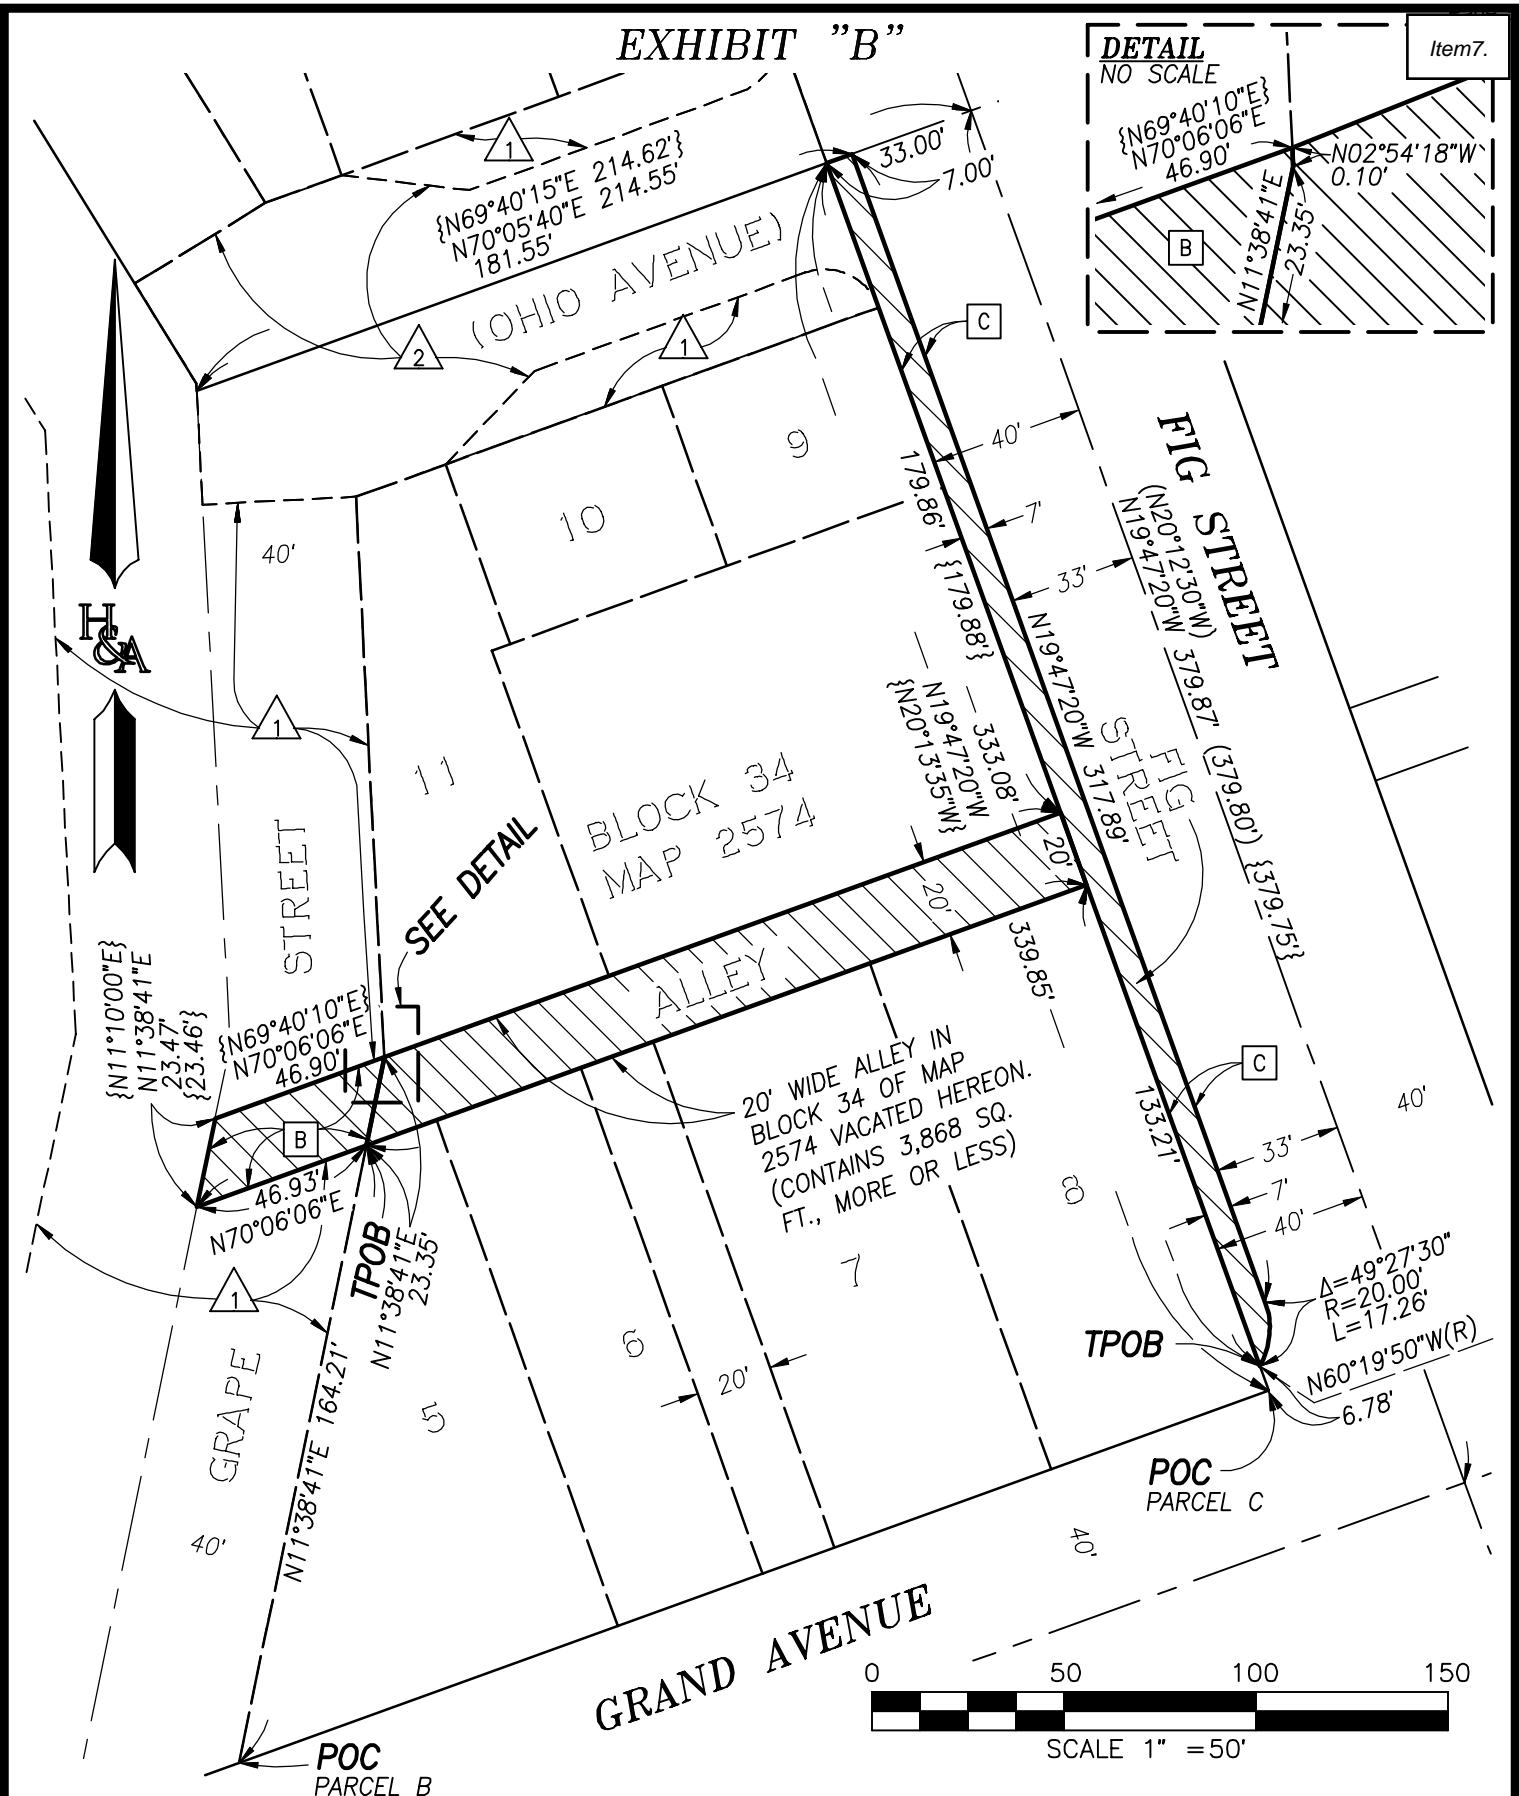 EXHIBIT "B"
Item7.
DETAIL
NO SCALE
{N69°40'10"E}
N70°06'06"E
46.90'
N02°54'18"W
0.10'
N11°38'41"E
23.35'
B
1
{N69°40'15"E 214.62'}
N70°05'40"E 214.55'
181.55'
33.00'
7.00'
(OHIO AVENUE)
2
1
C
9
10
40'
179.86'
7'
{179.88'}
33'
FIG STREET
(N20°12'30"W)
N19°47'20"W 379.87' (379.80') {379.75'}
40'
H&A
1
11
BLOCK 34
MAP 2574
333.08'
N19°47'20"W
{N20°13'35"W}
N19°47'20"W 317.89'
FIG
STREET
20'
20'
339.85'
STREET
SEE DETAIL
ALLEY
{N11°10'00"E}
N11°38'41"E
23.47'
{23.46'}
{N69°40'10"E}
N70°06'06"E
46.90'
B
46.93'
N70°06'06"E
TPOB
N11°38'41"E
23.35'
20' WIDE ALLEY IN
BLOCK 34 OF MAP
2574 VACATED HEREON.
(CONTAINS 3,868 SQ.
FT., MORE OR LESS)
C
133.21'
40'
33'
7'
40'
8
7
6
5
20'
1
GRAPE
N11°38'41"E 164.21'
40'
Δ=49°27'30"
R=20.00'
L=17.26'
TPOB
N60°19'50"W(R)
6.78'
POC
PARCEL C
40'
GRAND AVENUE
POC
PARCEL B
0 50 100 150
SCALE 1" =50'